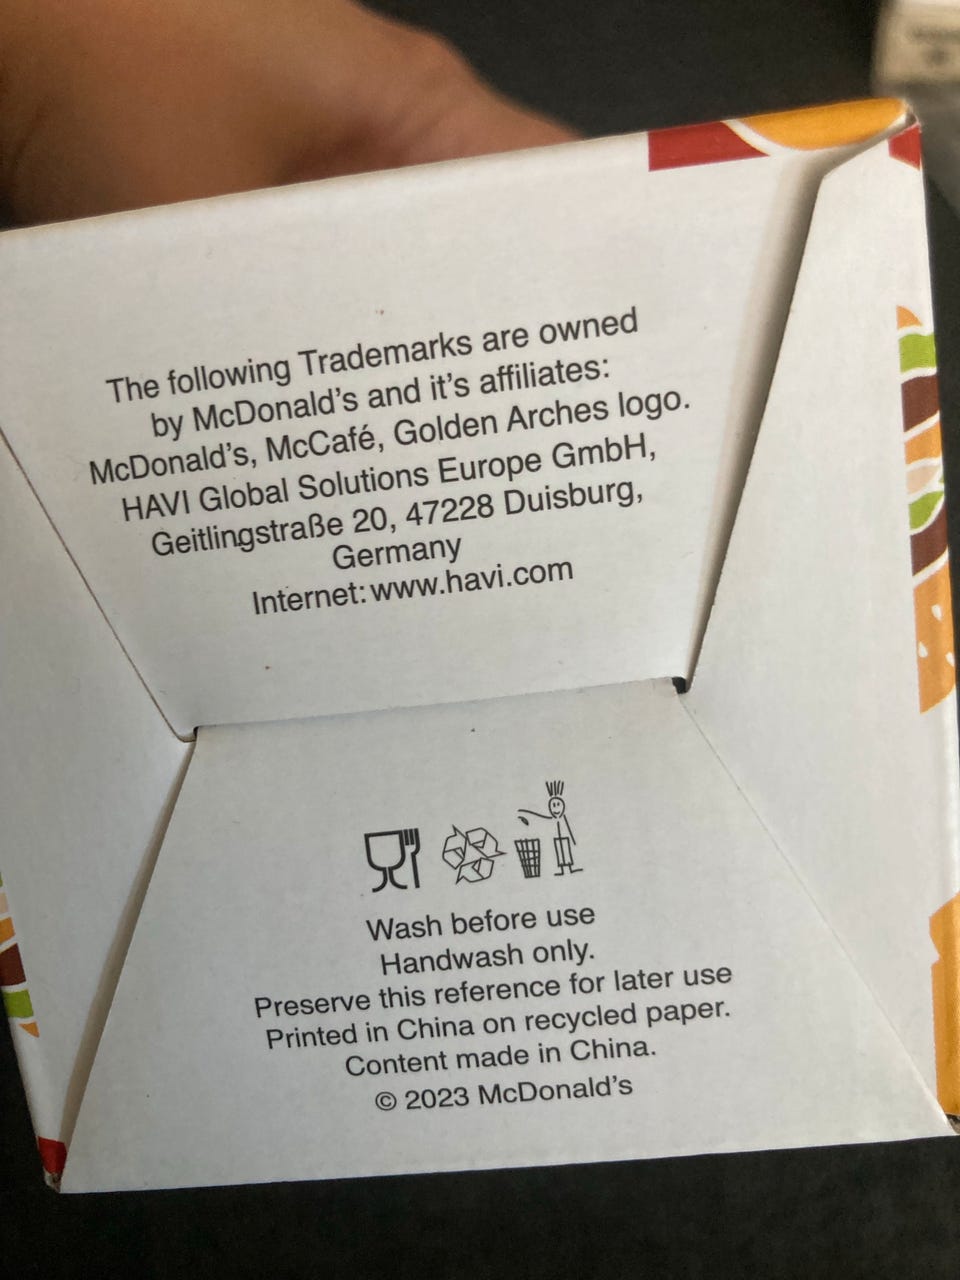 The following Trademarks are owned
by McDonald's and it's affiliates:
McDonald's, McCafé, Golden Arches logo.
HAVI Global Solutions Europe GmbH,
Geitlingstraße 20, 47228 Duisburg,
Germany
Internet: www.havi.com
Wash before use
Handwash only.
Preserve this reference for later use
Printed in China on recycled paper.
Content made in China.
© 2023 McDonald's